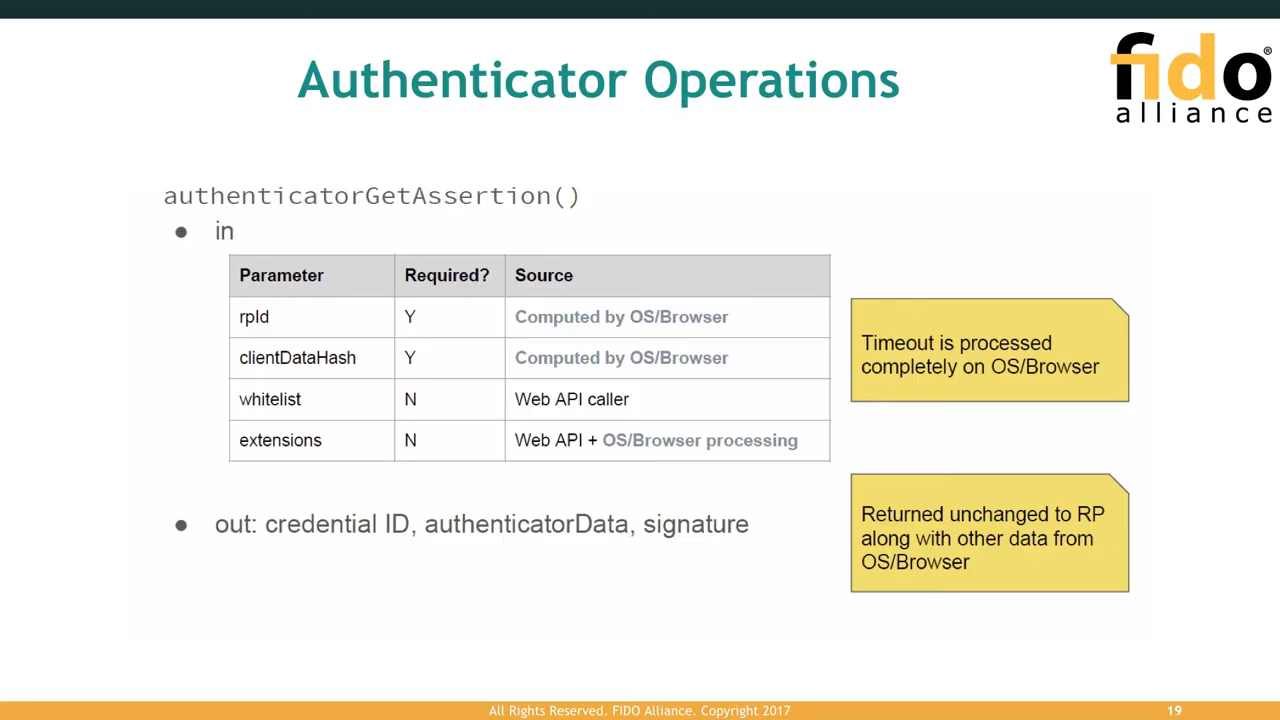 Authenticator Operations
fido®
alliance
authenticatorGetAssertion()
● in
Parameter Required? Source
rpId Y Computed by OS/Browser
clientDataHash Y Computed by OS/Browser
whitelist N Web API caller
extensions N Web API + OS/Browser processing
Timeout is processed
completely on OS/Browser
● out: credential ID, authenticatorData, signature
Returned unchanged to RP
along with other data from
OS/Browser
All Rights Reserved. FIDO Alliance. Copyright 2017
19